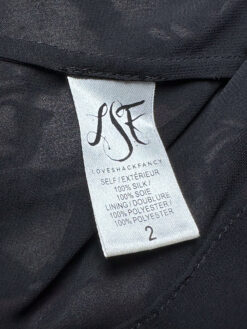 LSF
LOVESHACKFANCY
SELF / EXTÉRIEUR
100% SILK /
100% SOIE
LINING / DOUBLURE
100% POLYESTER /
100% POLYESTER
2